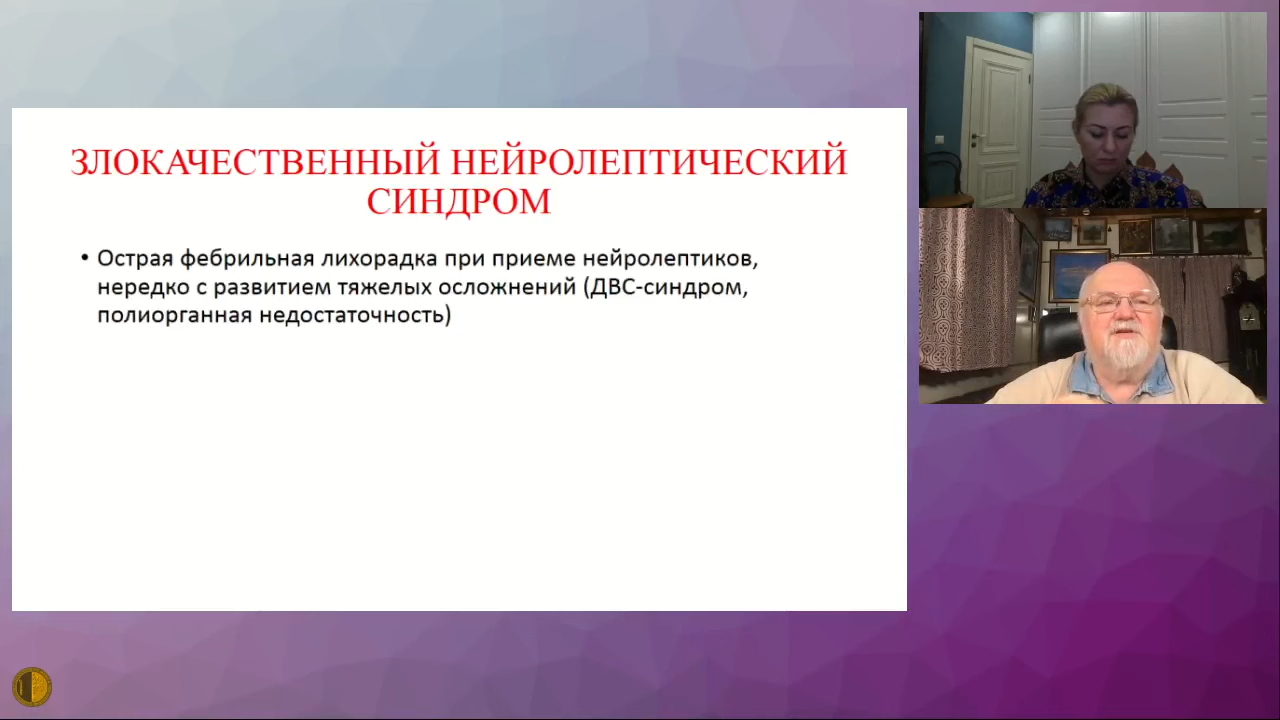 ЗЛОКАЧЕСТВЕННЫЙ НЕЙРОЛЕПТИЧЕСКИЙ
СИНДРОМ
• Острая фебрильная лихорадка при приеме нейролептиков,
нередко с развитием тяжелых осложнений (ДВС-синдром,
полиорганная недостаточность)